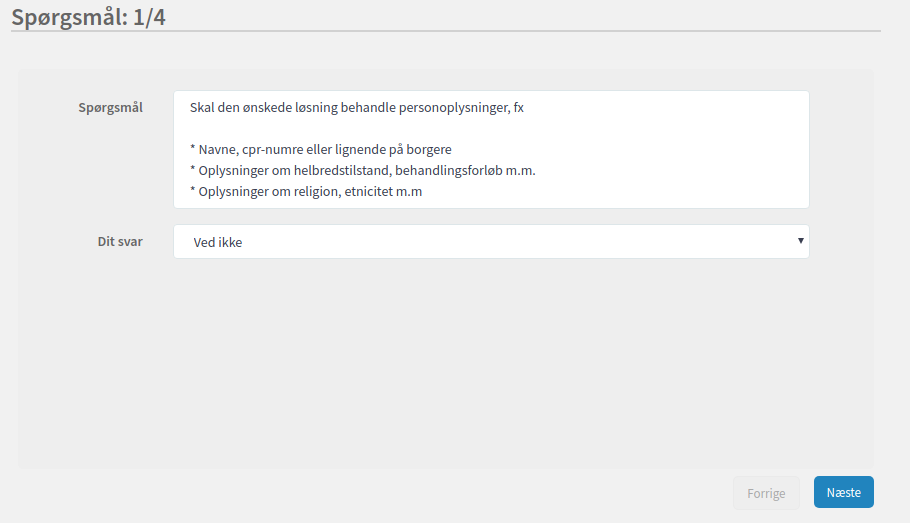 Spørgsmål: 1/4
Spørgsmål
Skal den ønskede løsning behandle personoplysninger, fx
* Navne, cpr-numre eller lignende på borgere
* Oplysninger om helbredstilstand, behandlingsforløb m.m.
* Oplysninger om religion, etnicitet m.m
Dit svar
Ved ikke
Forrige
Næste